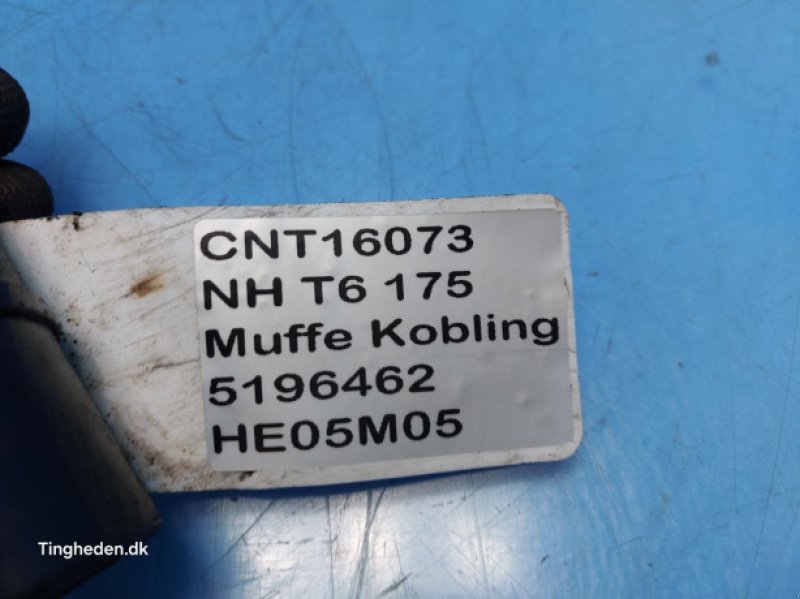 CNT16073
NH T6 175
Muffe Kobling
5196462
HE05M05
Tingheden.dk